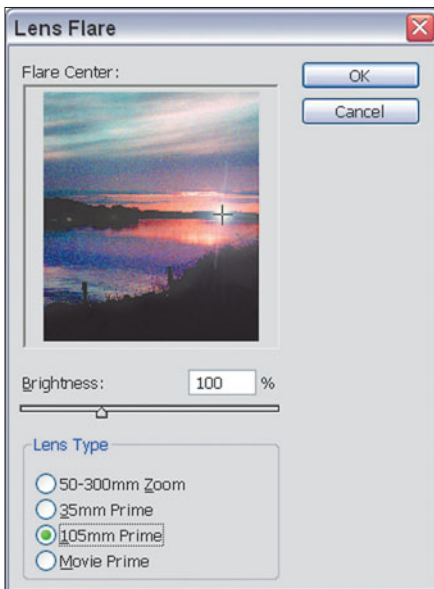 Lens Flare
Flare Center:
OK
Cancel
Brightness:
100 %
Lens Type
50-300mm Zoom
35mm Prime
105mm Prime
Movie Prime